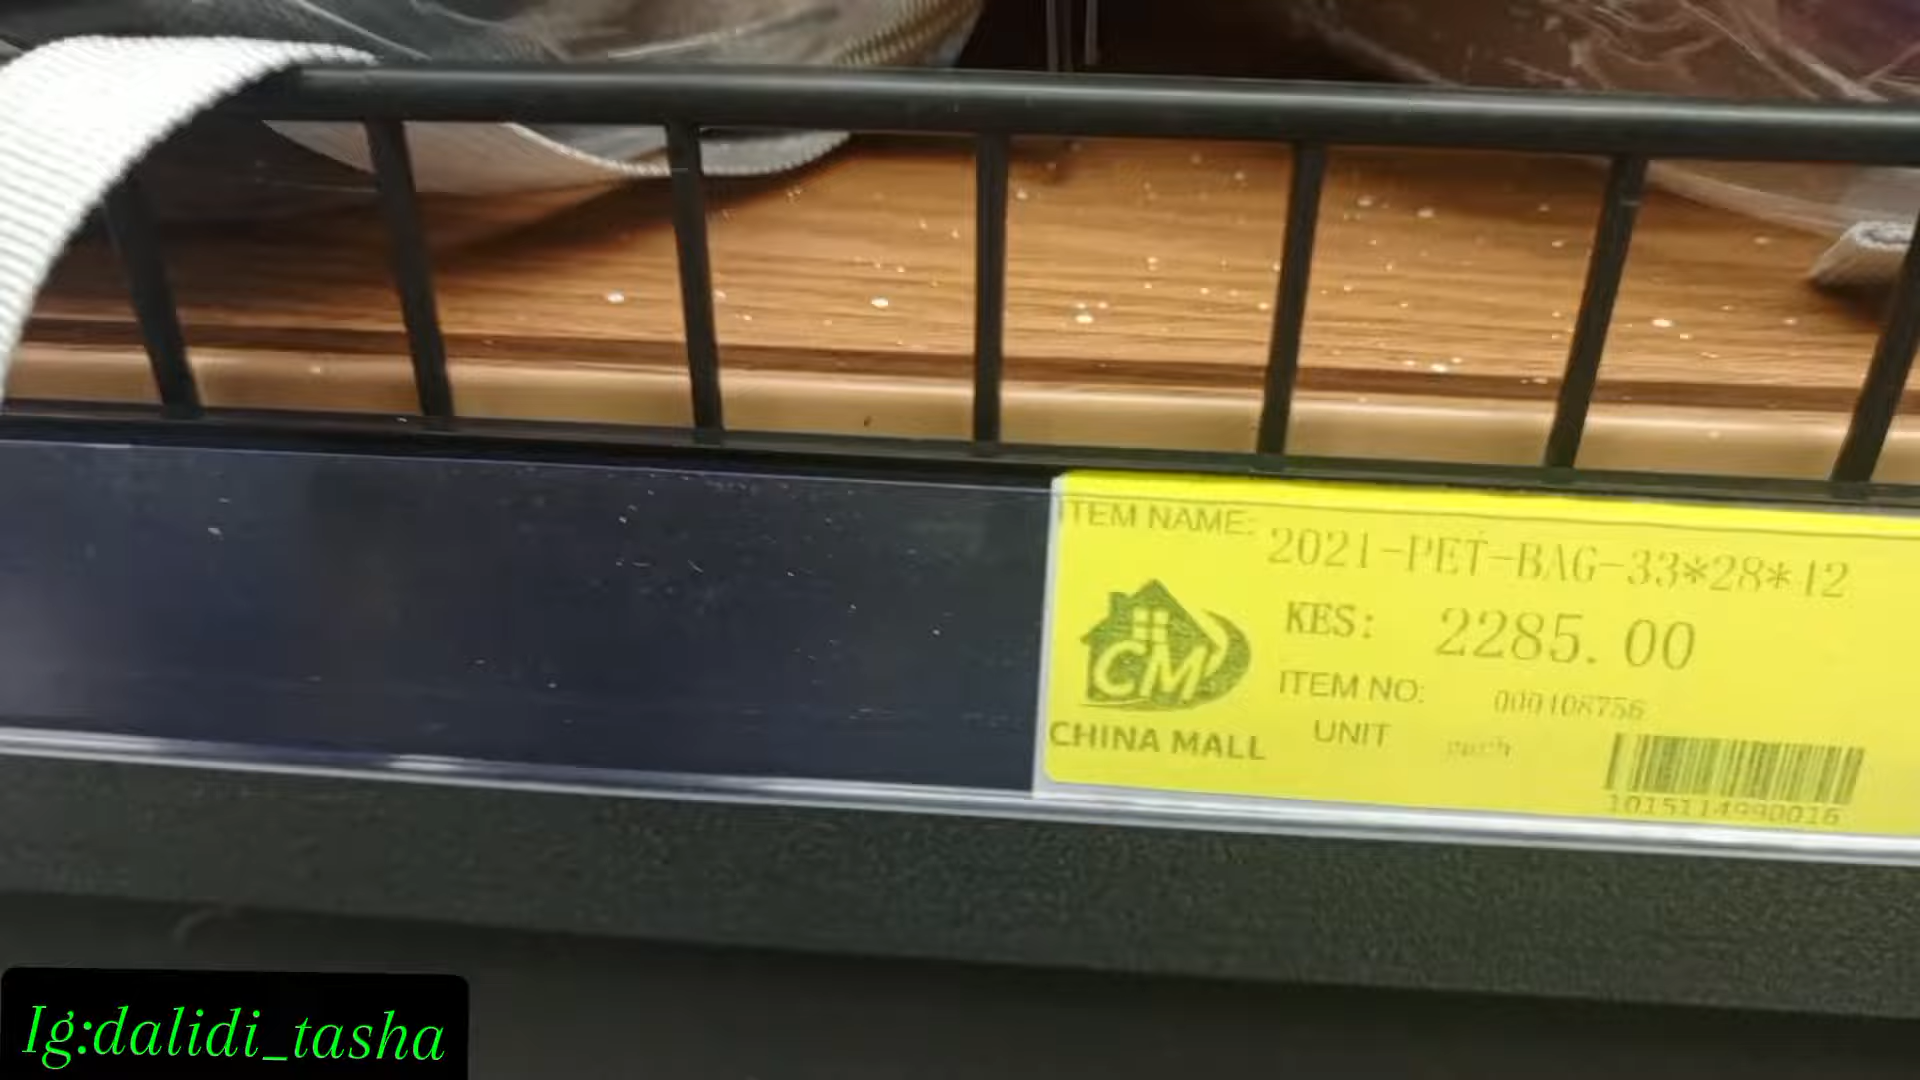 ITEM NAME: 2021-PET-BAG-33*28*12
KES: 2285.00
CM
CHINA MALL
ITEM NO: 000408756
UNIT
1015114990016
Ig:dalidi_tasha